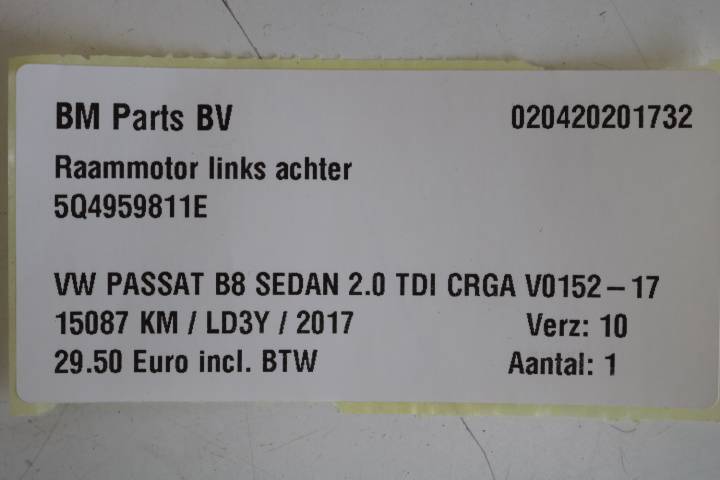 BM Parts BV 020420201732
Raammotor links achter
5Q4959811E
VW PASSAT B8 SEDAN 2.0 TDI CRGA V0152-17
15087 KM / LD3Y / 2017 Verz: 10
29.50 Euro incl. BTW Aantal: 1